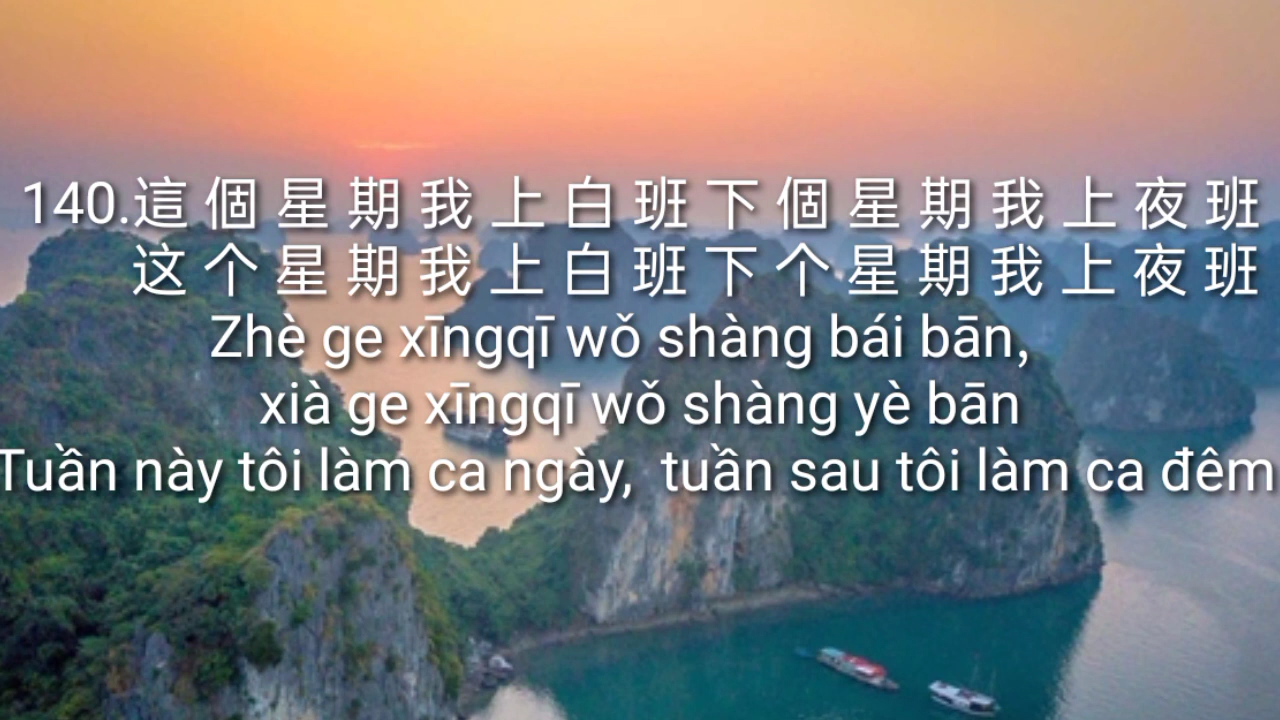 140.這個星期我上白班下個星期我上夜班
这个星期我上白班下个星期我上夜班
Zhè ge xīngqī wǒ shàng bái bān,
xià ge xīngqī wǒ shàng yè bān
Tuần này tôi làm ca ngày, tuần sau tôi làm ca đêm